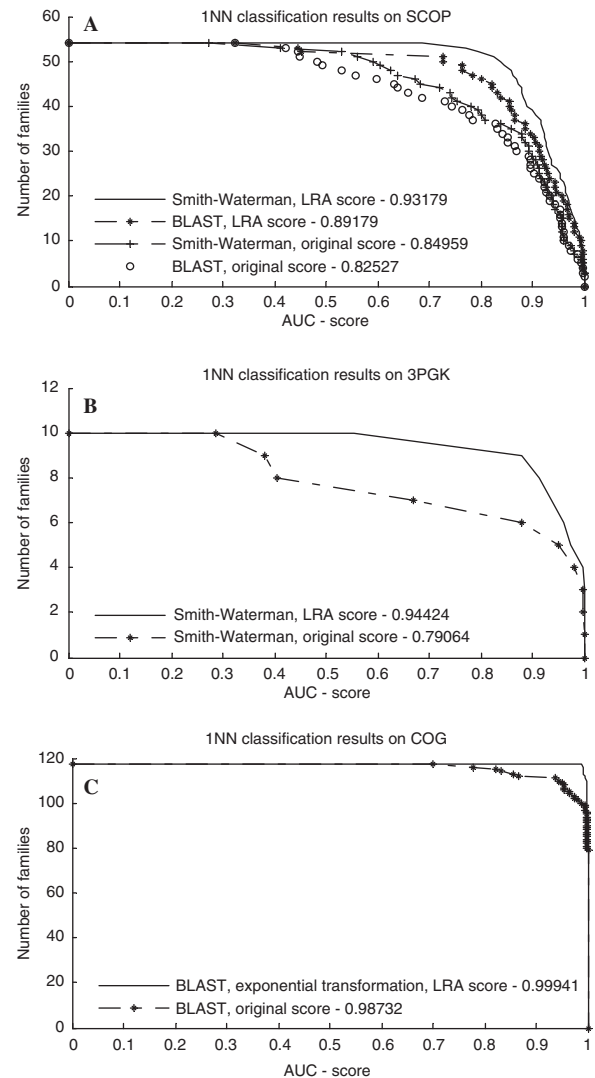 1NN classification results on SCOP
A
60
50
40
30
20
10
0
Number of families
Smith-Waterman, LRA score - 0.93179
BLAST, LRA score - 0.89179
Smith-Waterman, original score - 0.84959
BLAST, original score - 0.82527
0 0.1 0.2 0.3 0.4 0.5 0.6 0.7 0.8 0.9 1
AUC - score
1NN classification results on 3PGK
B
12
10
8
6
4
2
0
Number of families
Smith-Waterman, LRA score - 0.94424
Smith-Waterman, original score - 0.79064
0 0.1 0.2 0.3 0.4 0.5 0.6 0.7 0.8 0.9 1
AUC - score
1NN classification results on COG
C
120
100
80
60
40
20
0
Number of families
BLAST, exponential transformation, LRA score - 0.99941
BLAST, original score - 0.98732
0 0.1 0.2 0.3 0.4 0.5 0.6 0.7 0.8 0.9 1
AUC - score